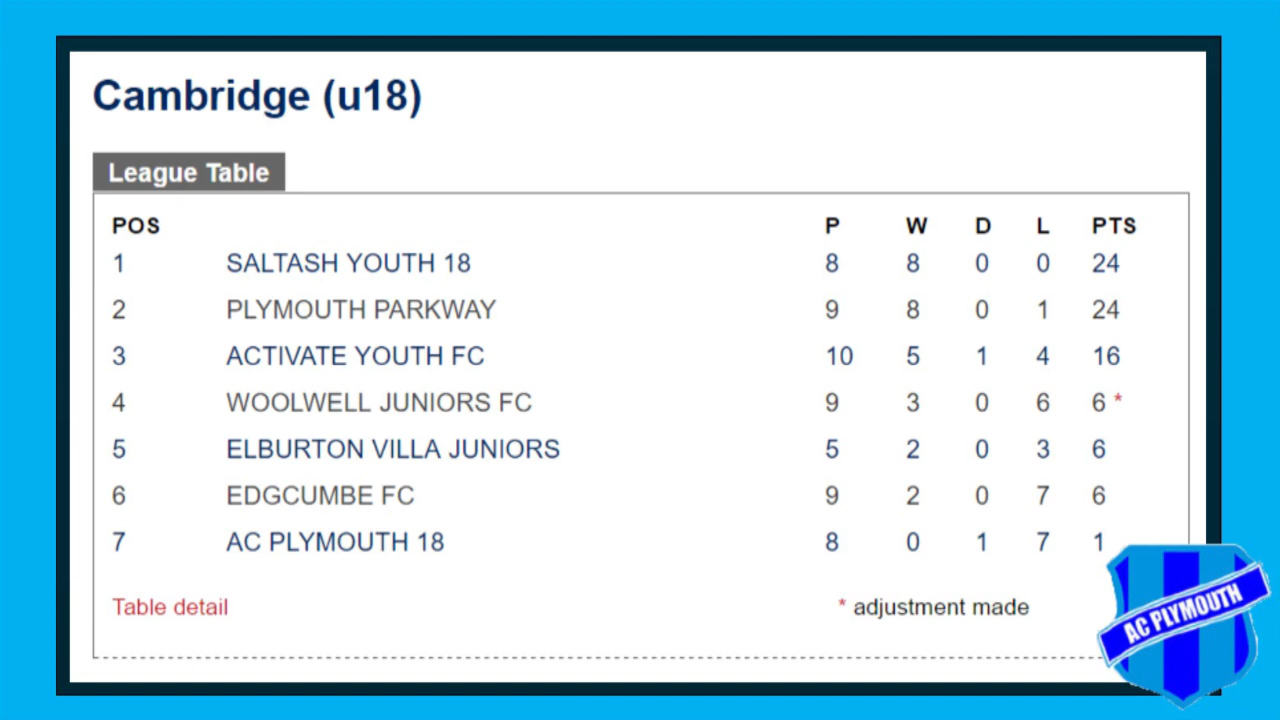 Cambridge (u18)
League Table
POS P W D L PTS
1 SALTASH YOUTH 18 8 8 0 0 24
2 PLYMOUTH PARKWAY 9 8 0 1 24
3 ACTIVATE YOUTH FC 10 5 1 4 16
4 WOOLWELL JUNIORS FC 9 3 0 6 6 *
5 ELBURTON VILLA JUNIORS 5 2 0 3 6
6 EDGCUMBE FC 9 2 0 7 6
7 AC PLYMOUTH 18 8 0 1 7 1
Table detail * adjustment made
AC PLYMOUTH